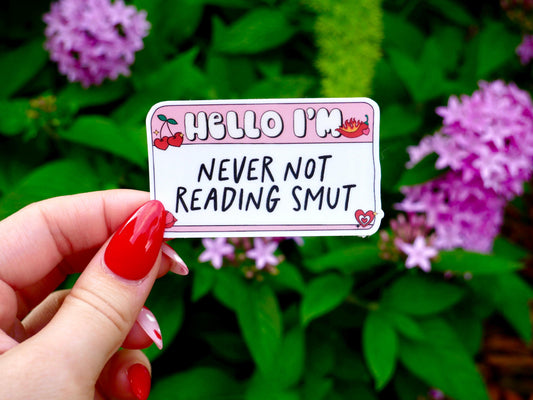 HELLO I'M
NEVER NOT
READING SMUT